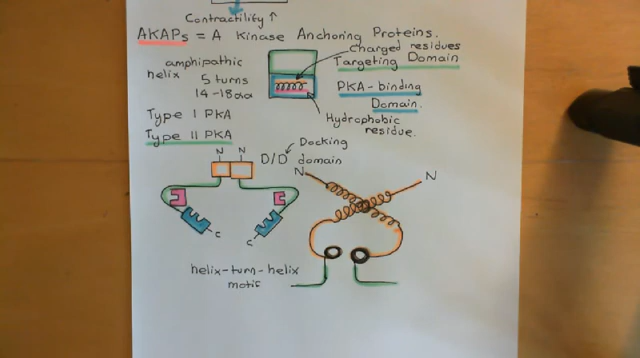 Contractility ↑
AKAPs = A Kinase Anchoring Proteins.
Charged residues
Targeting Domain
amphipathic
helix
5 turns
14-18aa
PKA-binding
Domain.
Hydrophobic
residue.
Type I PKA
Type II PKA
Docking
N N
D/D domain
N N
C C
helix-turn-helix
motif